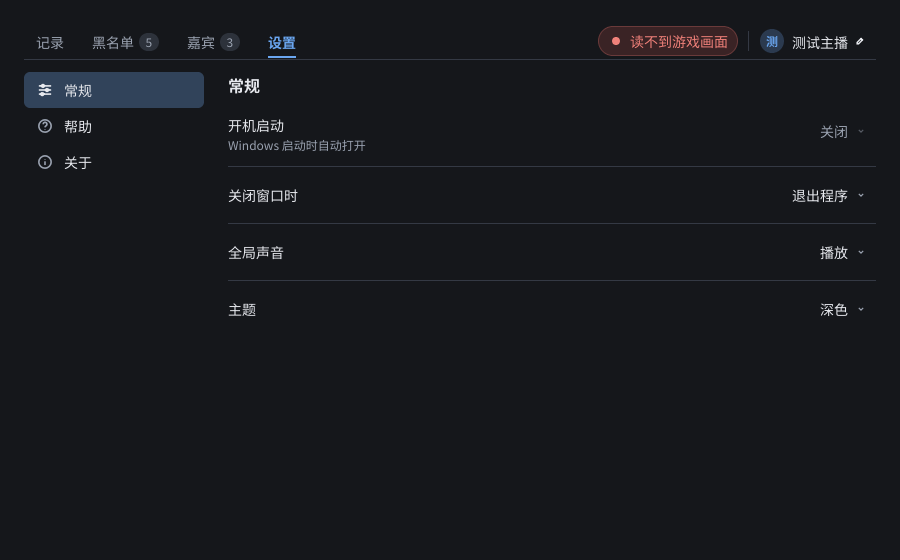 记录 黑名单 5 嘉宾 3 设置 读不到游戏画面 测 测试主播
常规
帮助
关于
常规
开机启动 关闭
Windows 启动时自动打开
关闭窗口时 退出程序
全局声音 播放
主题 深色